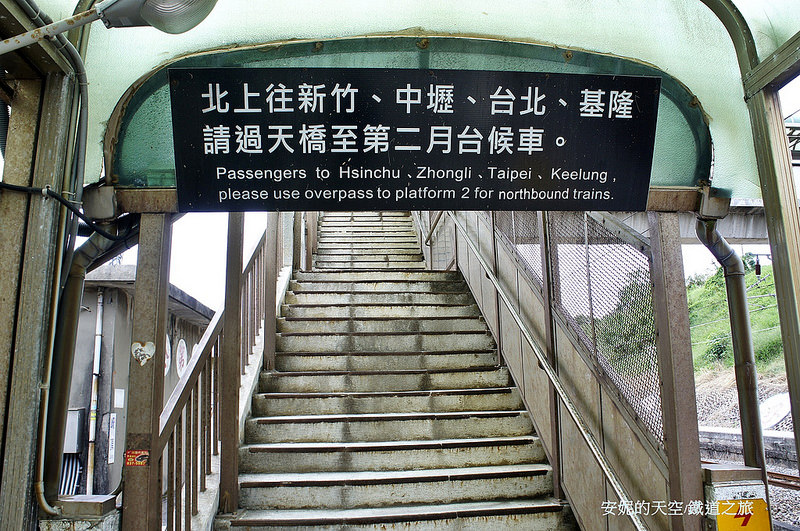 北上往新竹、中壢、台北、基隆
請過天橋至第二月台候車。
Passengers to Hsinchu、Zhongli、Taipei、Keelung,
please use overpass to platform 2 for northbound trains.
安妮的天空/鐵道之旅
7